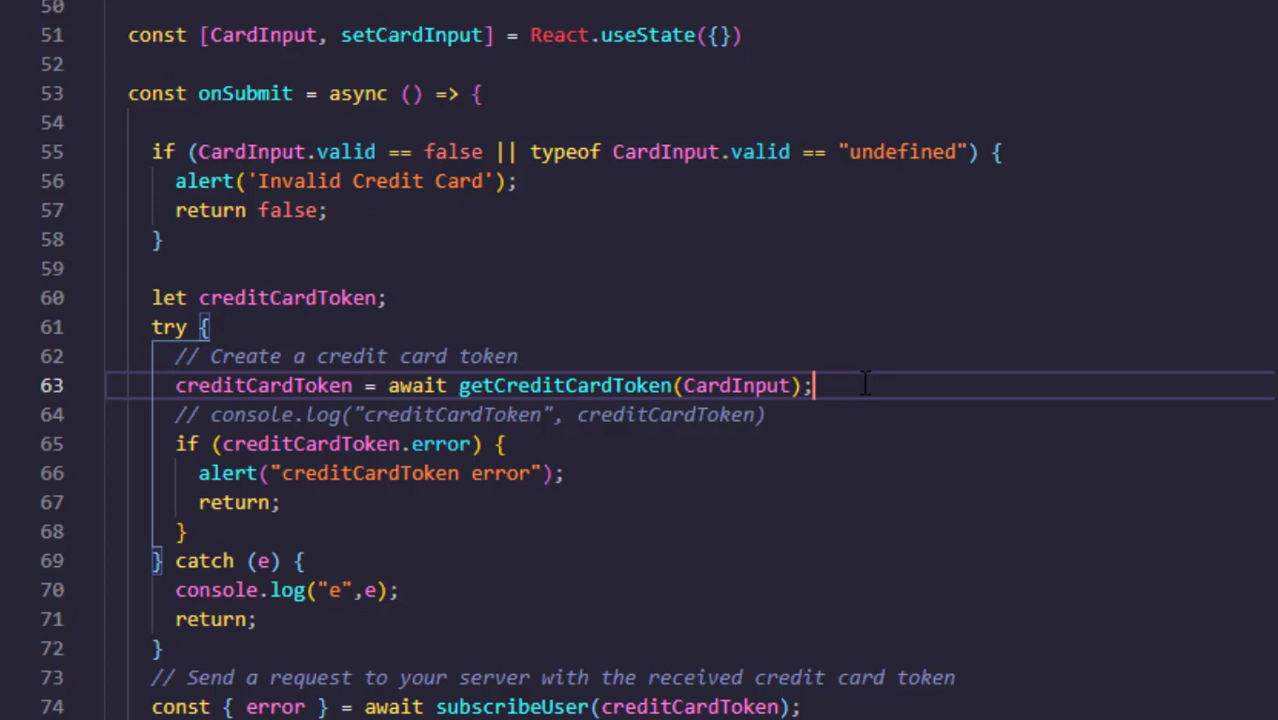 50
51 const [CardInput, setCardInput] = React.useState({})
52
53 const onSubmit = async () => {
54
55 if (CardInput.valid == false || typeof CardInput.valid == "undefined") {
56 alert('Invalid Credit Card');
57 return false;
58 }
59
60 let creditCardToken;
61 try {
62 // Create a credit card token
63 creditCardToken = await getCreditCardToken(CardInput);
64 // console.log("creditCardToken", creditCardToken)
65 if (creditCardToken.error) {
66 alert("creditCardToken error");
67 return;
68 }
69 } catch (e) {
70 console.log("e",e);
71 return;
72 }
73 // Send a request to your server with the received credit card token
74 const { error } = await subscribeUser(creditCardToken);